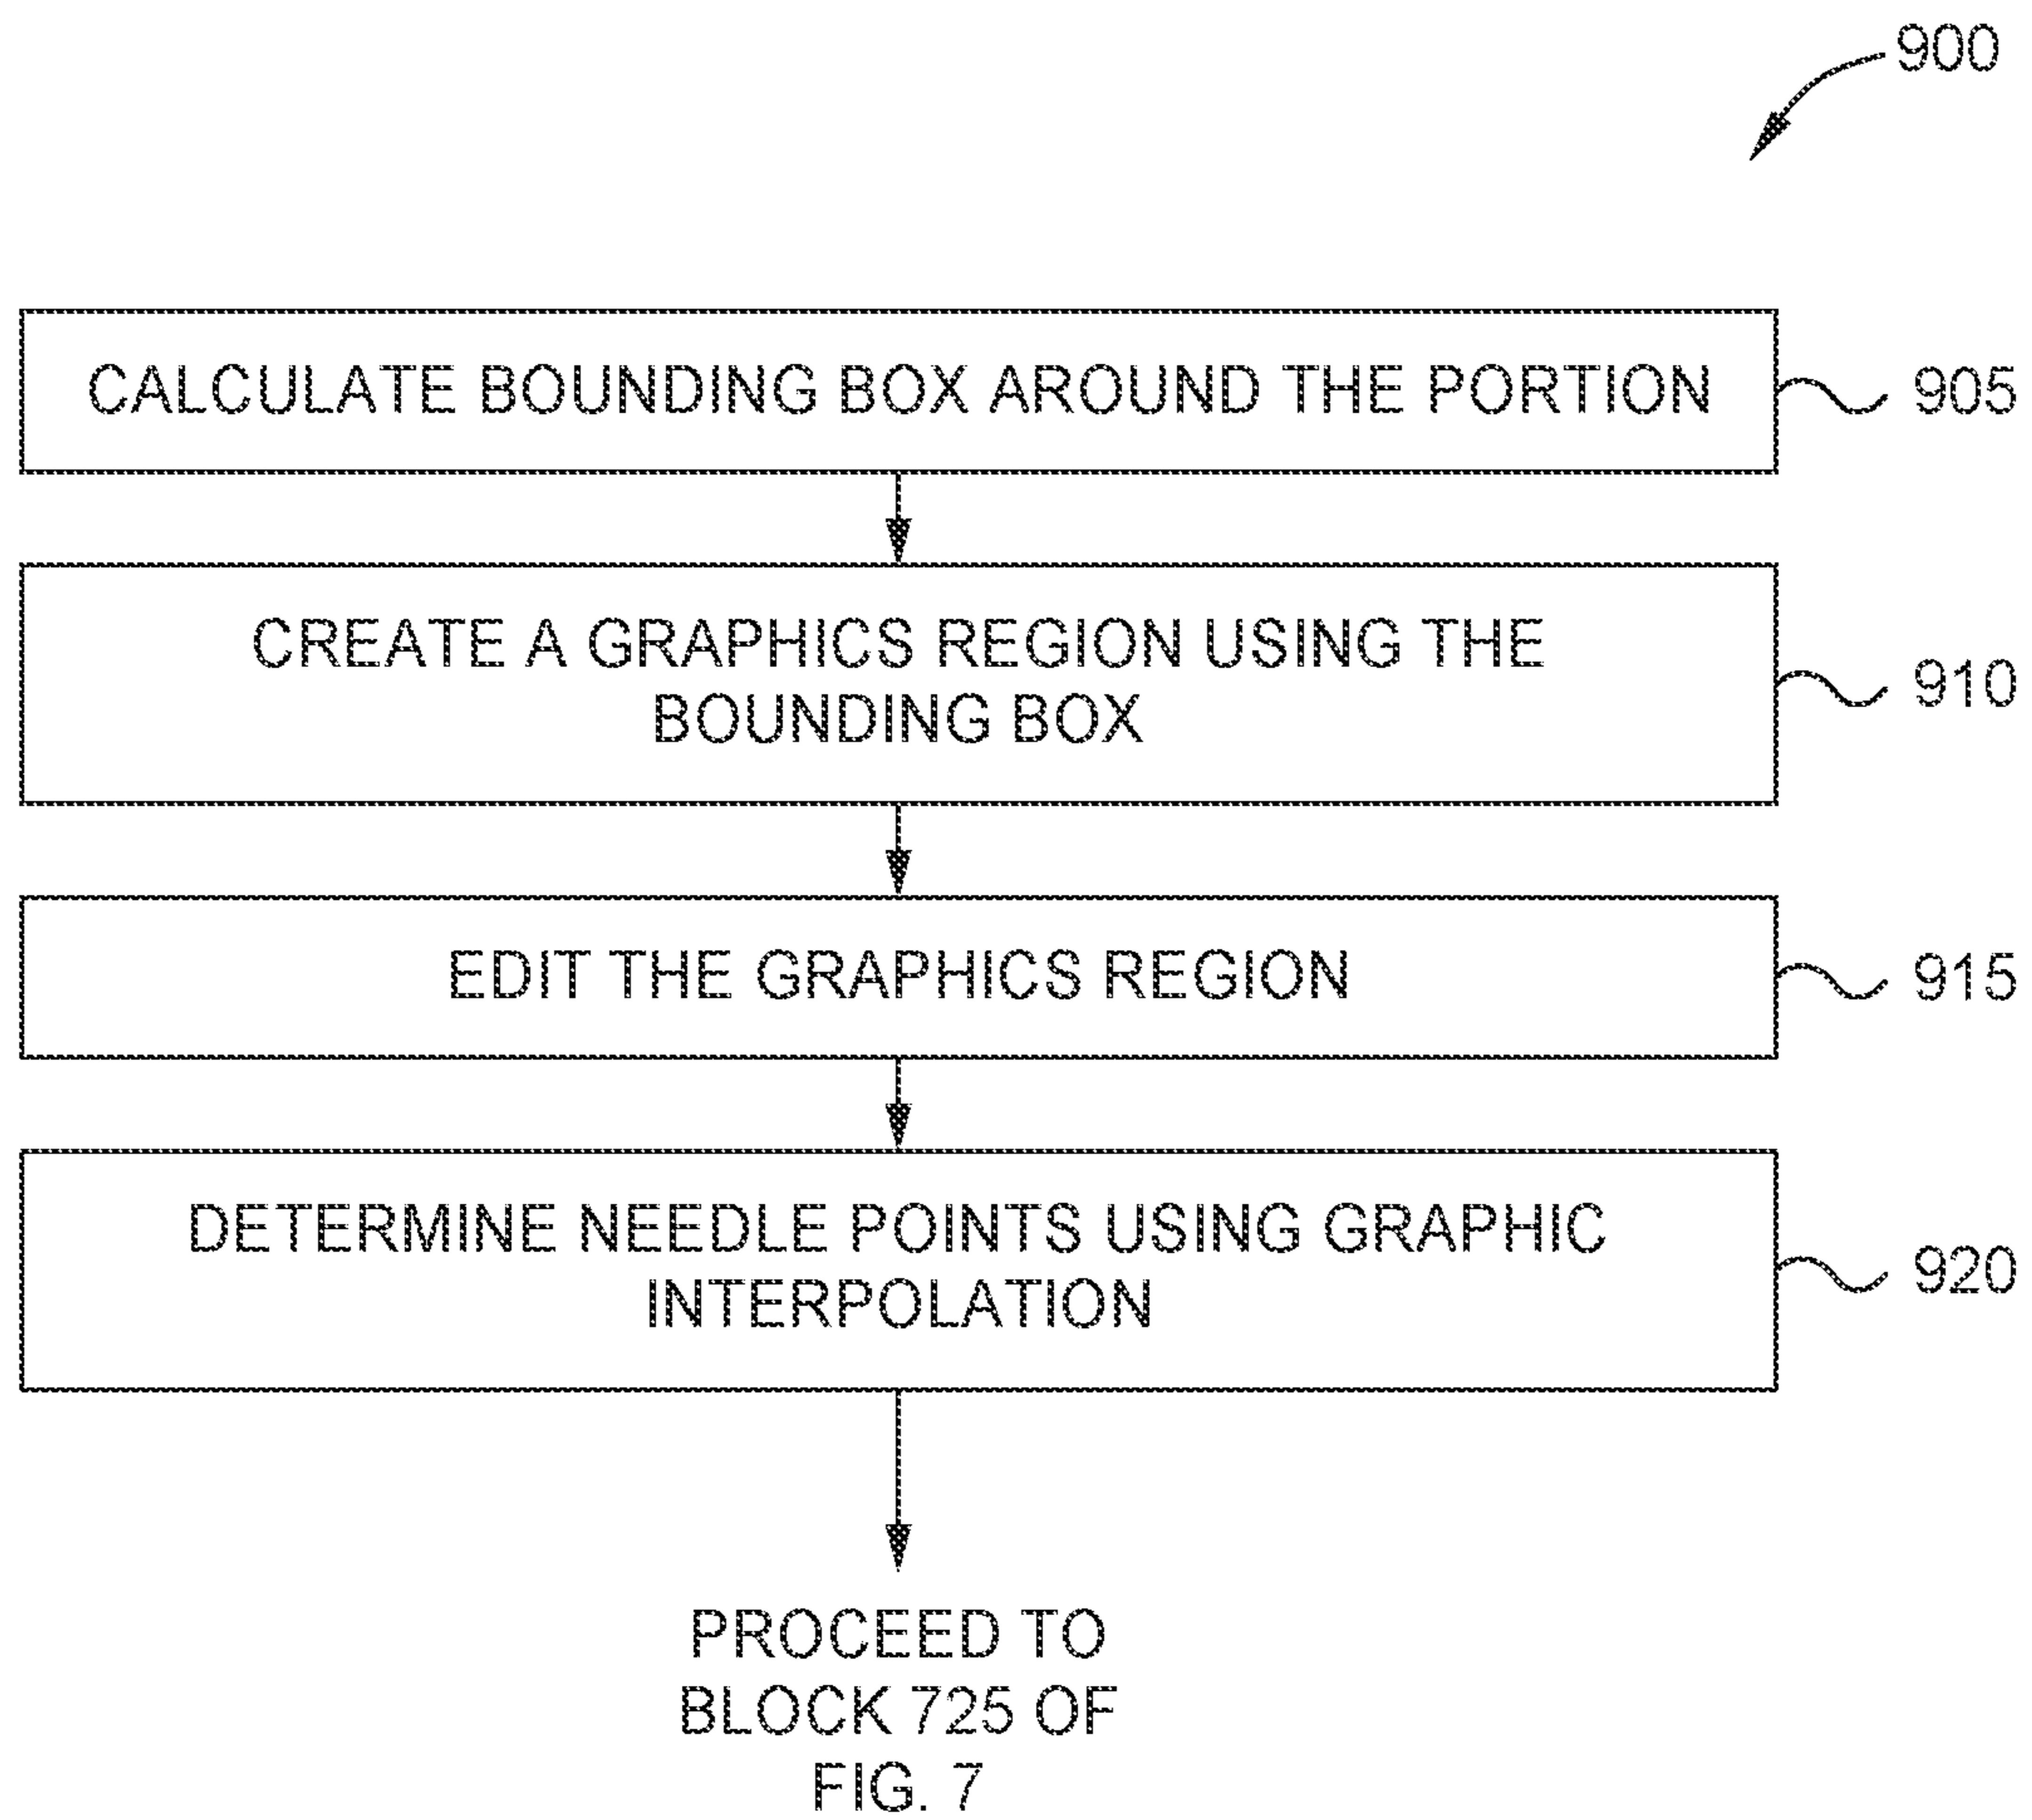 900
CALCULATE BOUNDING BOX AROUND THE PORTION
905
CREATE A GRAPHICS REGION USING THE
BOUNDING BOX
910
EDIT THE GRAPHICS REGION
915
DETERMINE NEEDLE POINTS USING GRAPHIC
INTERPOLATION
920
PROCEED TO
BLOCK 725 OF
FIG. 7